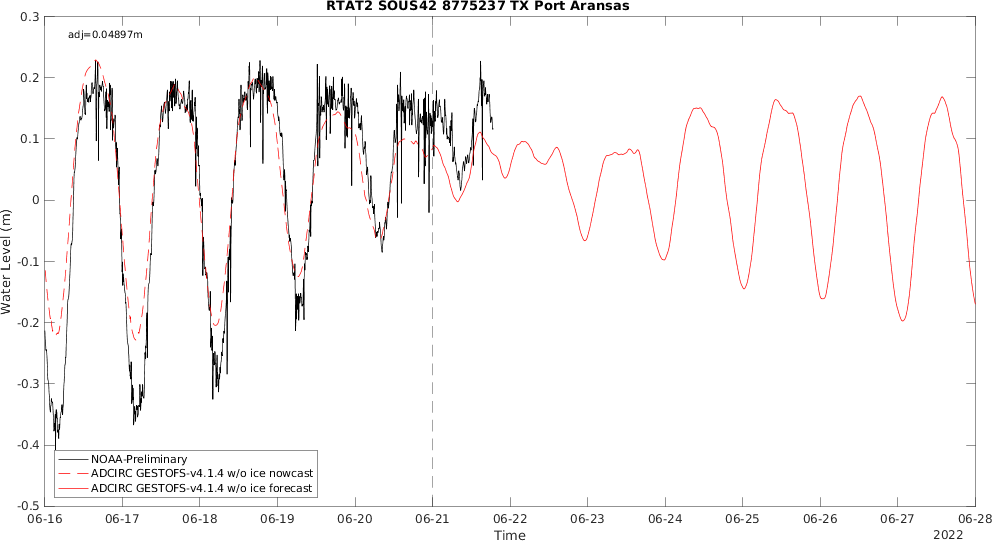 RTAT2 SOUS42 8775237 TX Port Aransas
adj=0.04897m
0.3
0.2
0.1
0
-0.1
-0.2
-0.3
-0.4
-0.5
Water Level (m)
NOAA-Preliminary
ADCIRC GESTOFS-v4.1.4 w/o ice nowcast
ADCIRC GESTOFS-v4.1.4 w/o ice forecast
06-16 06-17 06-18 06-19 06-20 06-21 06-22 06-23 06-24 06-25 06-26 06-27 06-28
Time
2022